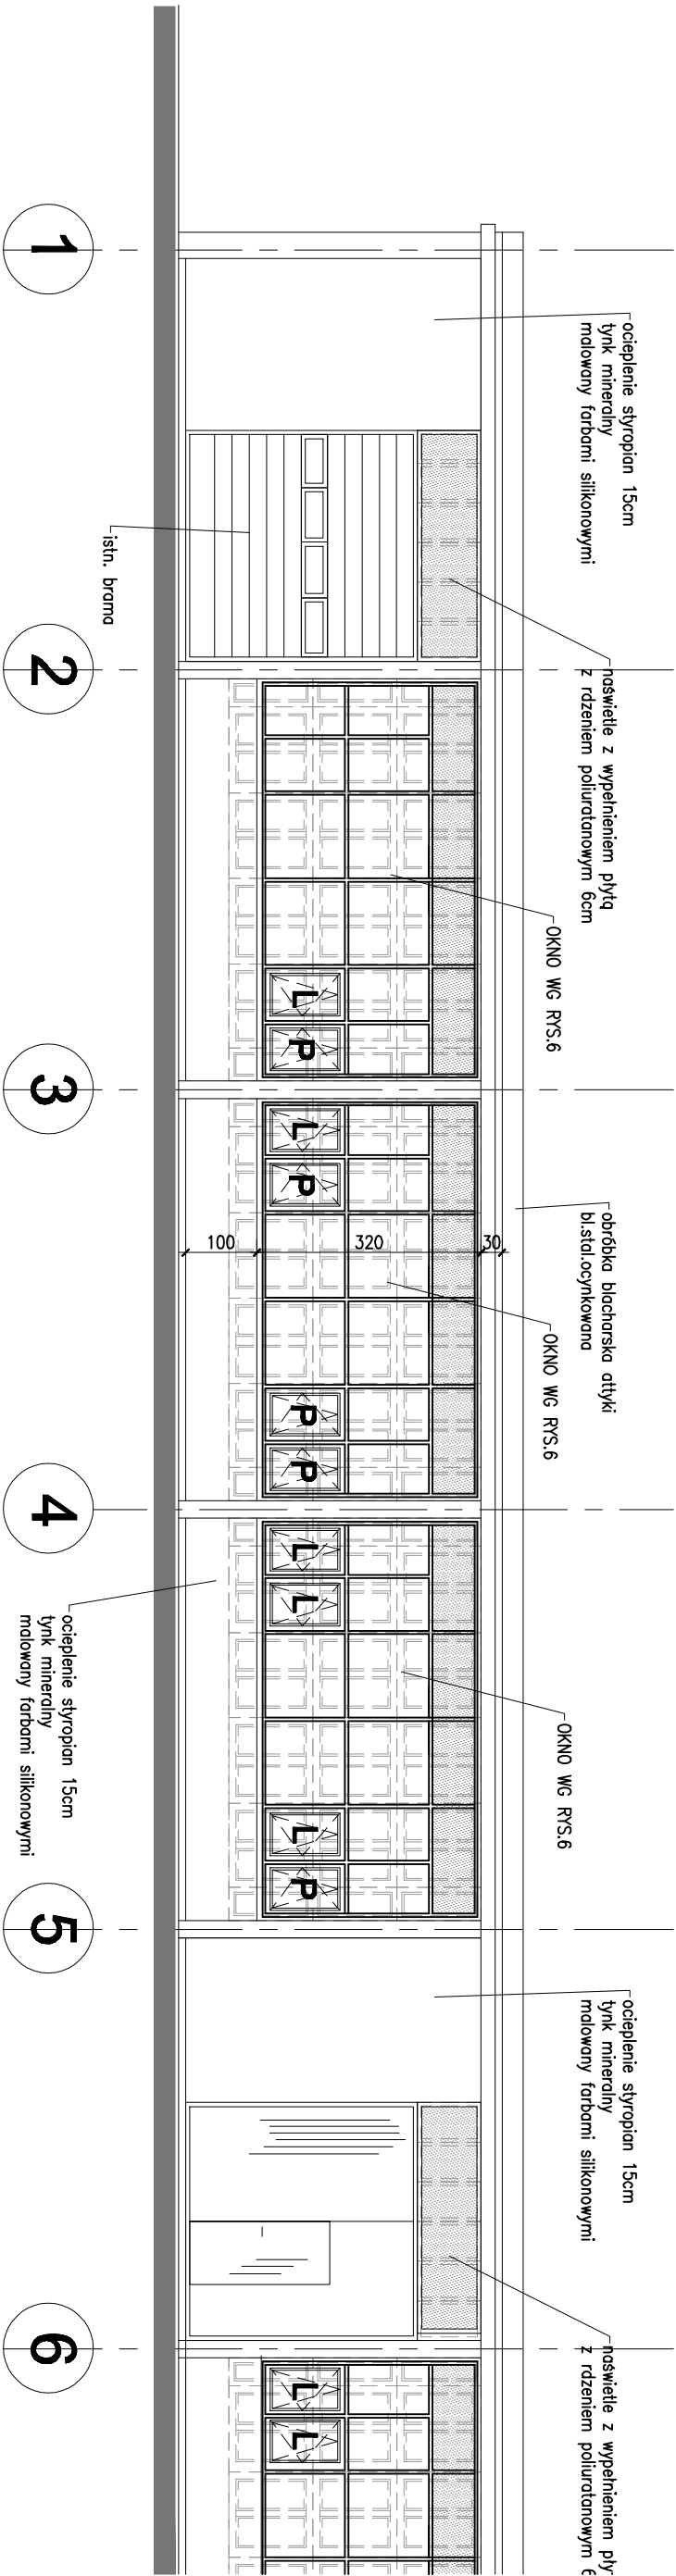 ocieplenie styropian 15cm
tynk mineralny
malowany farbami silikonowymi
naświetle z wypełnieniem płytą
z rdzeniem poliuratanowym 6cm
OKNO WG RYS.6
obróbka blacharska attyki
bl.stal.ocynkowana
OKNO WG RYS.6
OKNO WG RYS.6
ocieplenie styropian 15cm
tynk mineralny
malowany farbami silikonowymi
naświetle z wypełnieniem pły
z rdzeniem poliuratanowym 6
30
320
100
L
P
L
P
P
P
L
L
L
P
L
L
istn. brama
ocieplenie styropian 15cm
tynk mineralny
malowany farbami silikonowymi
1
2
3
4
5
6